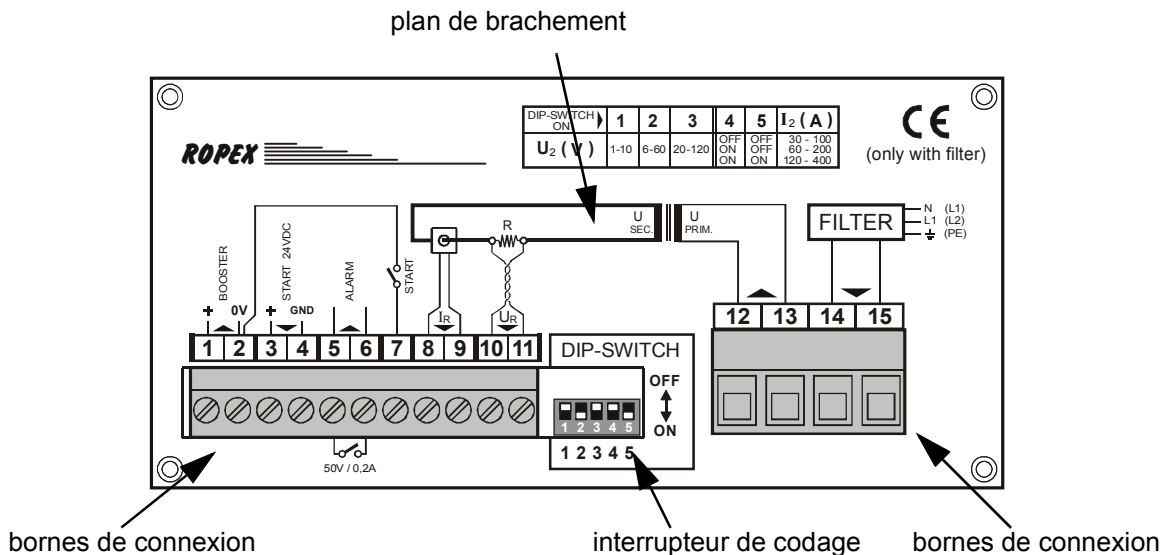 plan de brachement
ROPEX
DIP-SWITCH ON 1 2 3 4 5 I2 (A)
U2 (V) 1-10 6-60 20-120 OFF OFF 30 - 100
ON OFF 60 - 200
ON ON 120 - 400
CE
(only with filter)
BOOSTER
START 24VDC
ALARM
START
R
U SEC.
U PRIM.
FILTER
N (L1)
L1 (L2)
(PE)
+ 0V + GND
IR UR
1 2 3 4 5 6 7 8 9 10 11
12 13 14 15
DIP-SWITCH
OFF
ON
1 2 3 4 5
1 2 3 4 5
50V / 0,2A
bornes de connexion
interrupteur de codage
bornes de connexion